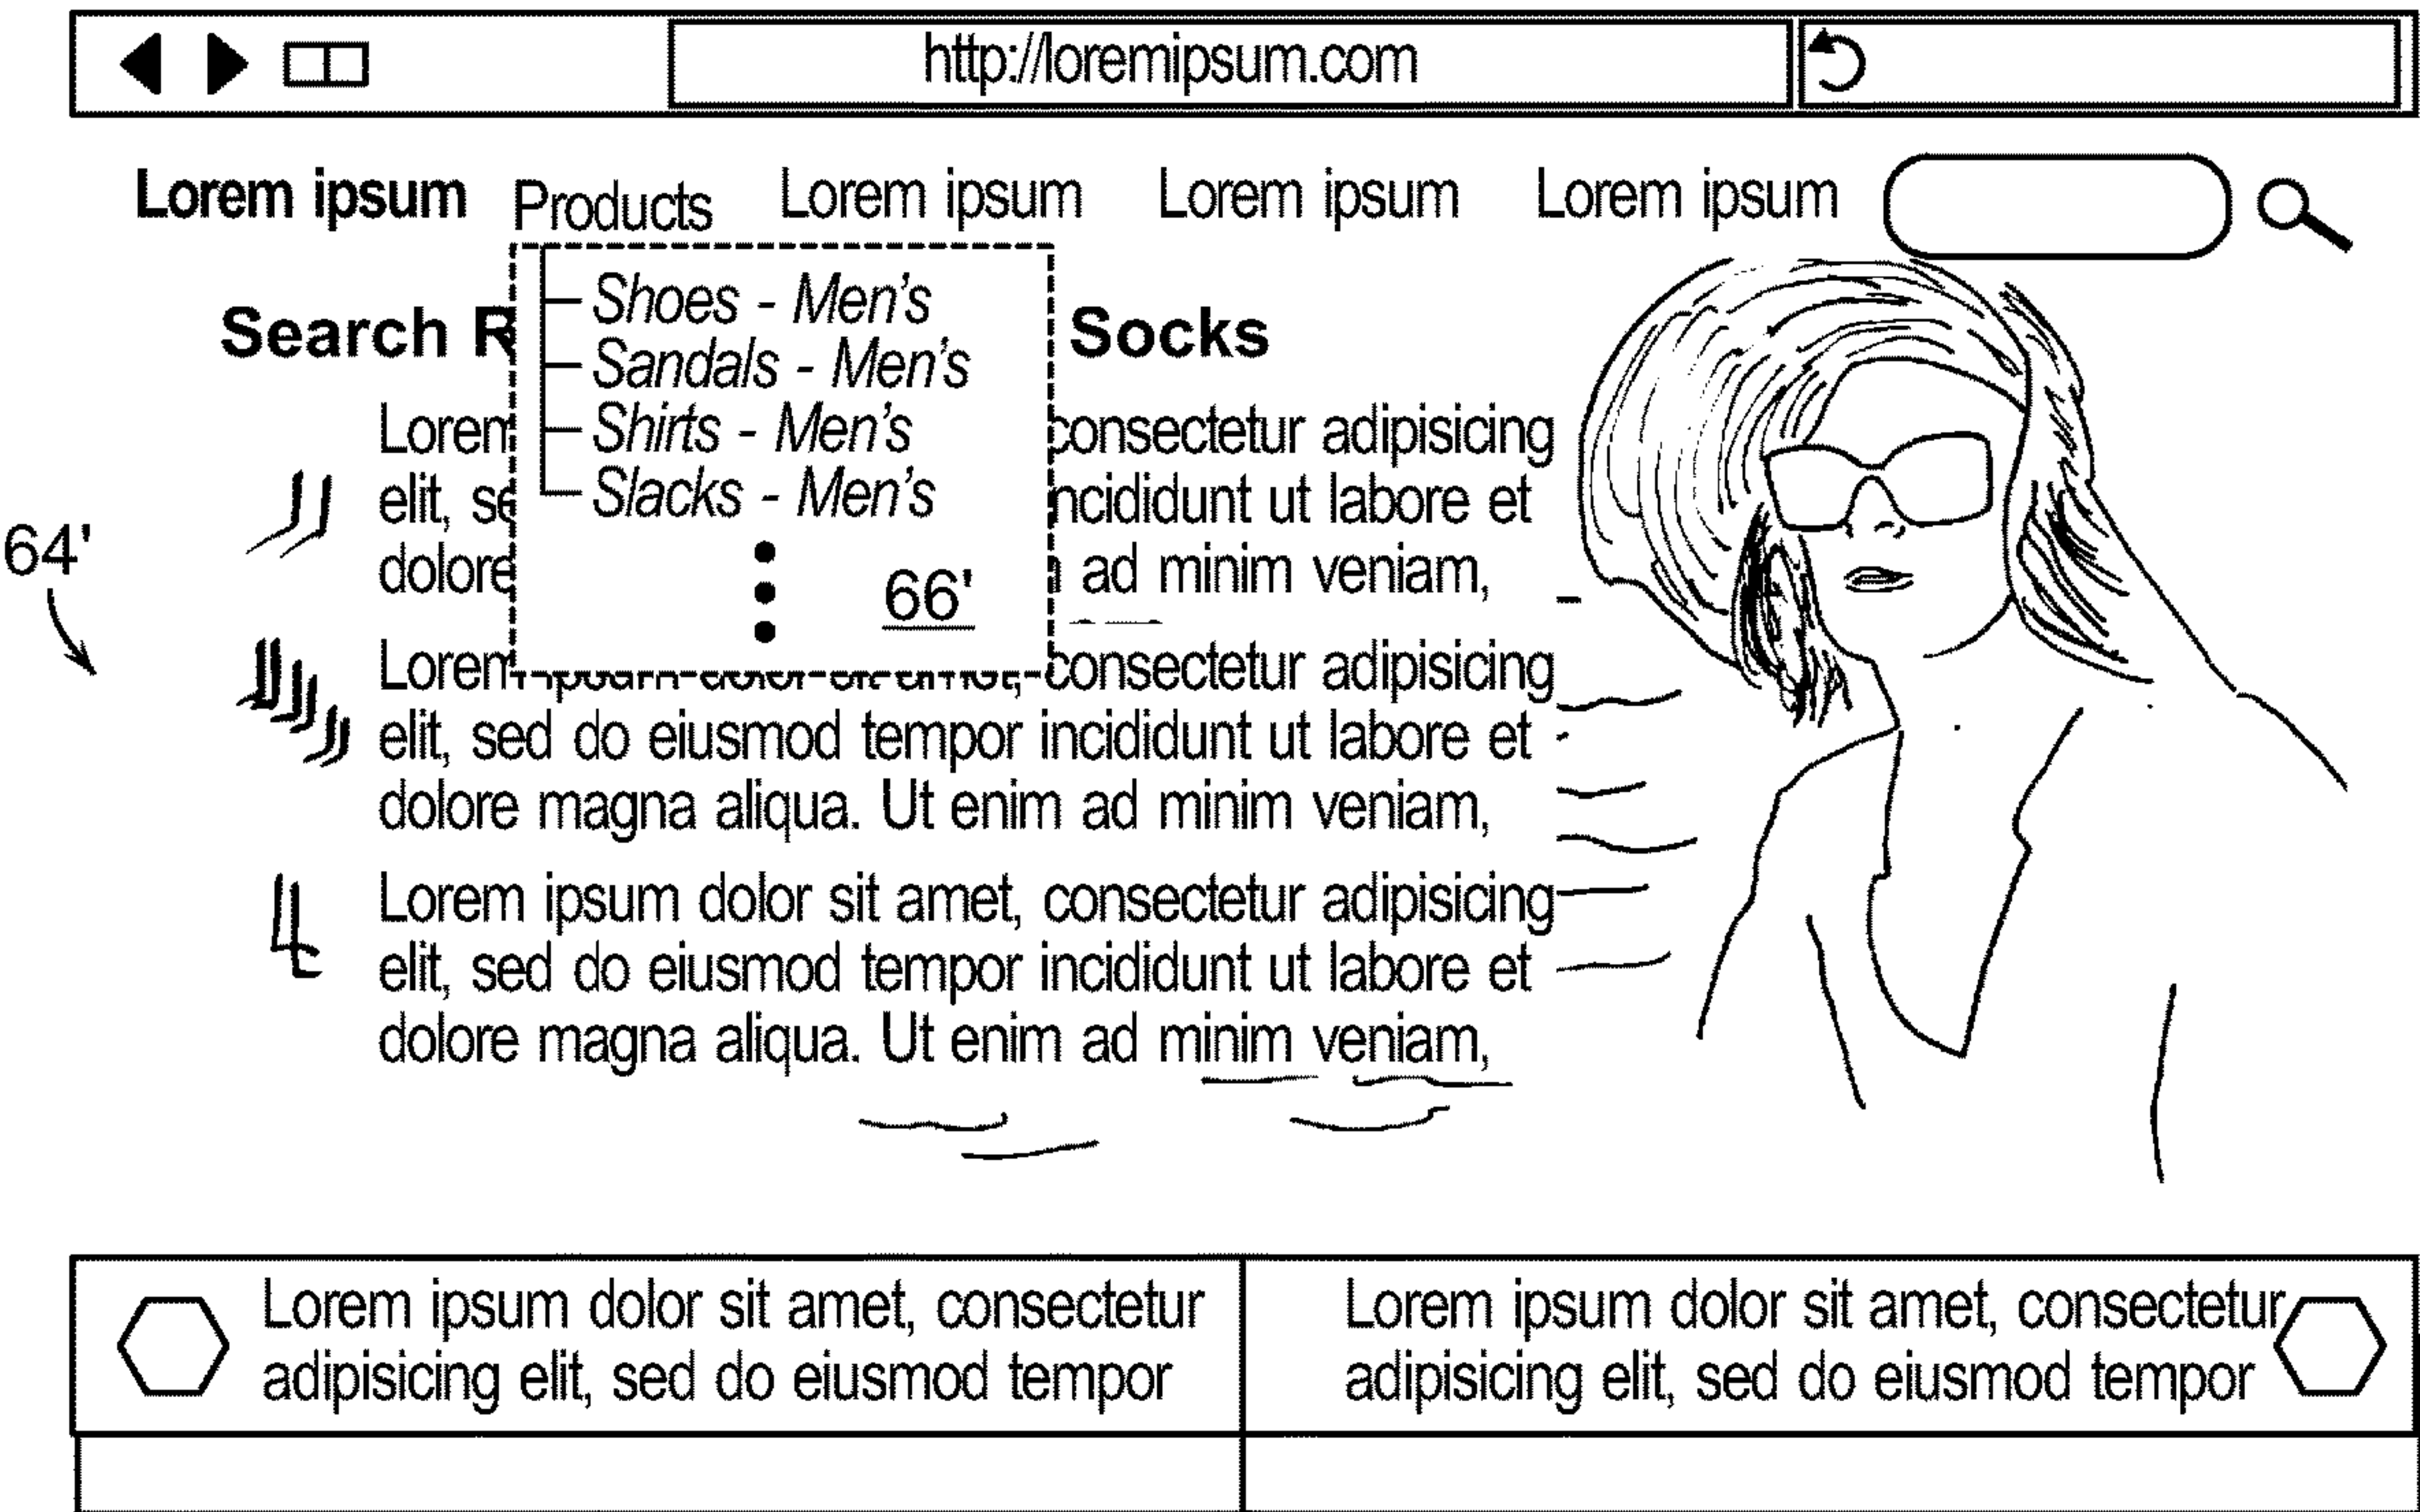 http://loremipsum.com
Lorem ipsum Products Lorem ipsum Lorem ipsum Lorem ipsum
Search R Socks
Shoes - Men's
Sandals - Men's
Shirts - Men's
Slacks - Men's
66'
64'
Lorem consectetur adipisicing
elit, se ncididunt ut labore et
dolore ad minim veniam,
Lorem consectetur adipisicing
elit, sed do eiusmod tempor incididunt ut labore et
dolore magna aliqua. Ut enim ad minim veniam,
Lorem ipsum dolor sit amet, consectetur adipisicing
elit, sed do eiusmod tempor incididunt ut labore et
dolore magna aliqua. Ut enim ad minim veniam,
Lorem ipsum dolor sit amet, consectetur
adipisicing elit, sed do eiusmod tempor
Lorem ipsum dolor sit amet, consectetur
adipisicing elit, sed do eiusmod tempor